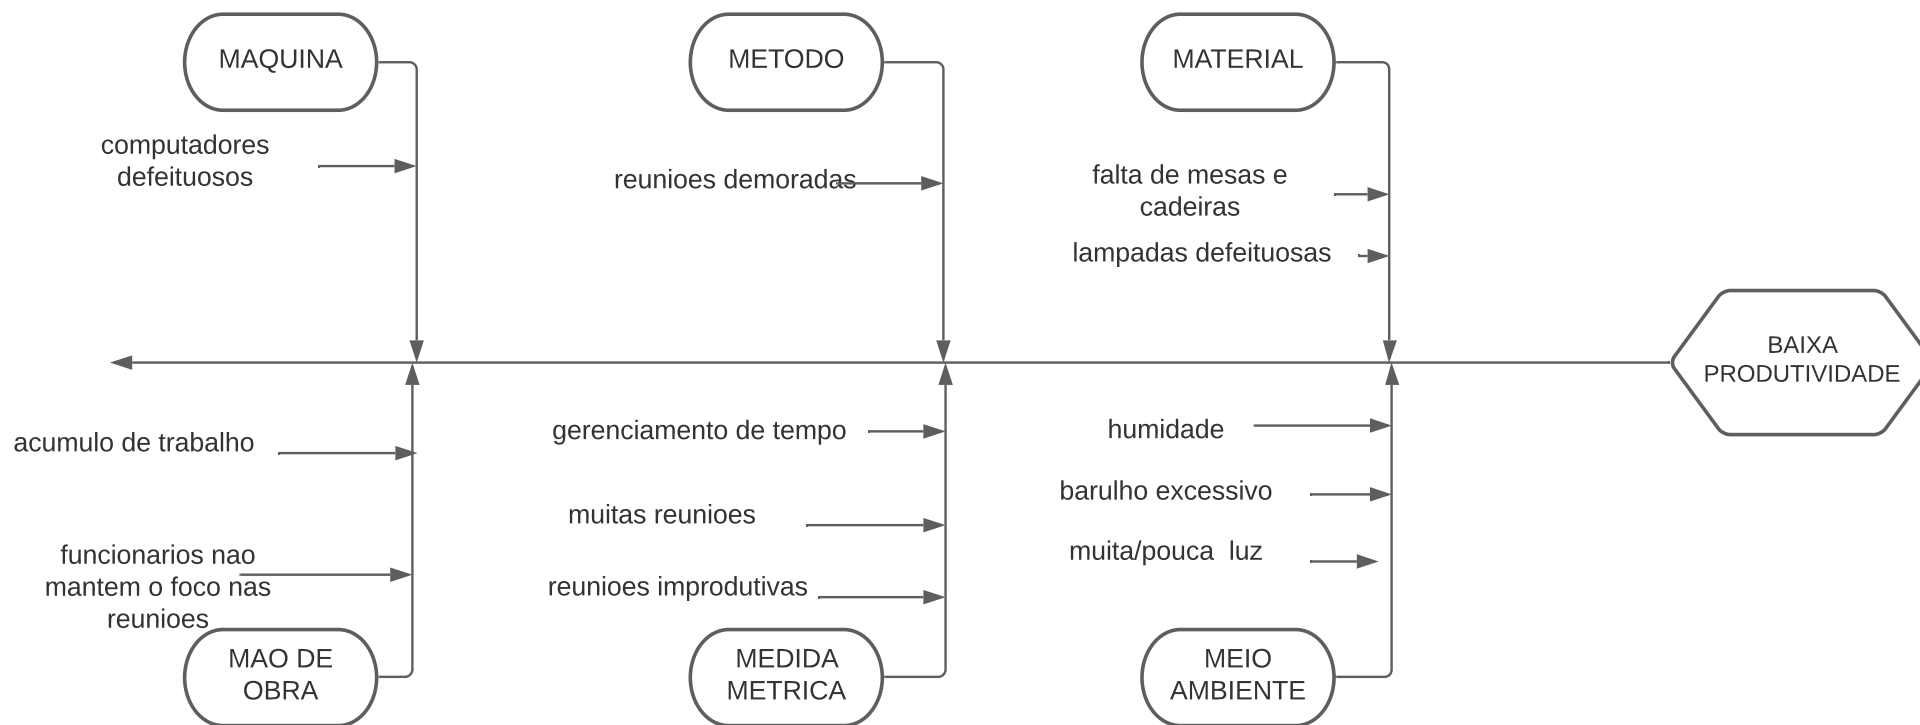 MAQUINA
METODO
MATERIAL
computadores
defeituosos
reunioes demoradas
falta de mesas e
cadeiras
lampadas defeituosas
BAIXA
PRODUTIVIDADE
acumulo de trabalho
funcionarios nao
mantem o foco nas
reunioes
gerenciamento de tempo
muitas reunioes
reunioes improdutivas
humidade
barulho excessivo
muita/pouca  luz
MAO DE
OBRA
MEDIDA
METRICA
MEIO
AMBIENTE